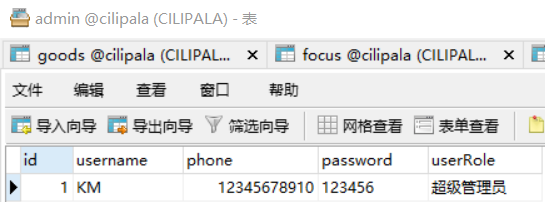 admin @cilipala (CILIPALA) - 表
goods @cilipala (CILIPAL... × focus @cilipala (CILIPAL... ×
文件 编辑 查看 窗口 帮助
导入向导 导出向导 筛选向导 网格查看 表单查看
id username phone password userRole
1 KM 12345678910 123456 超级管理员